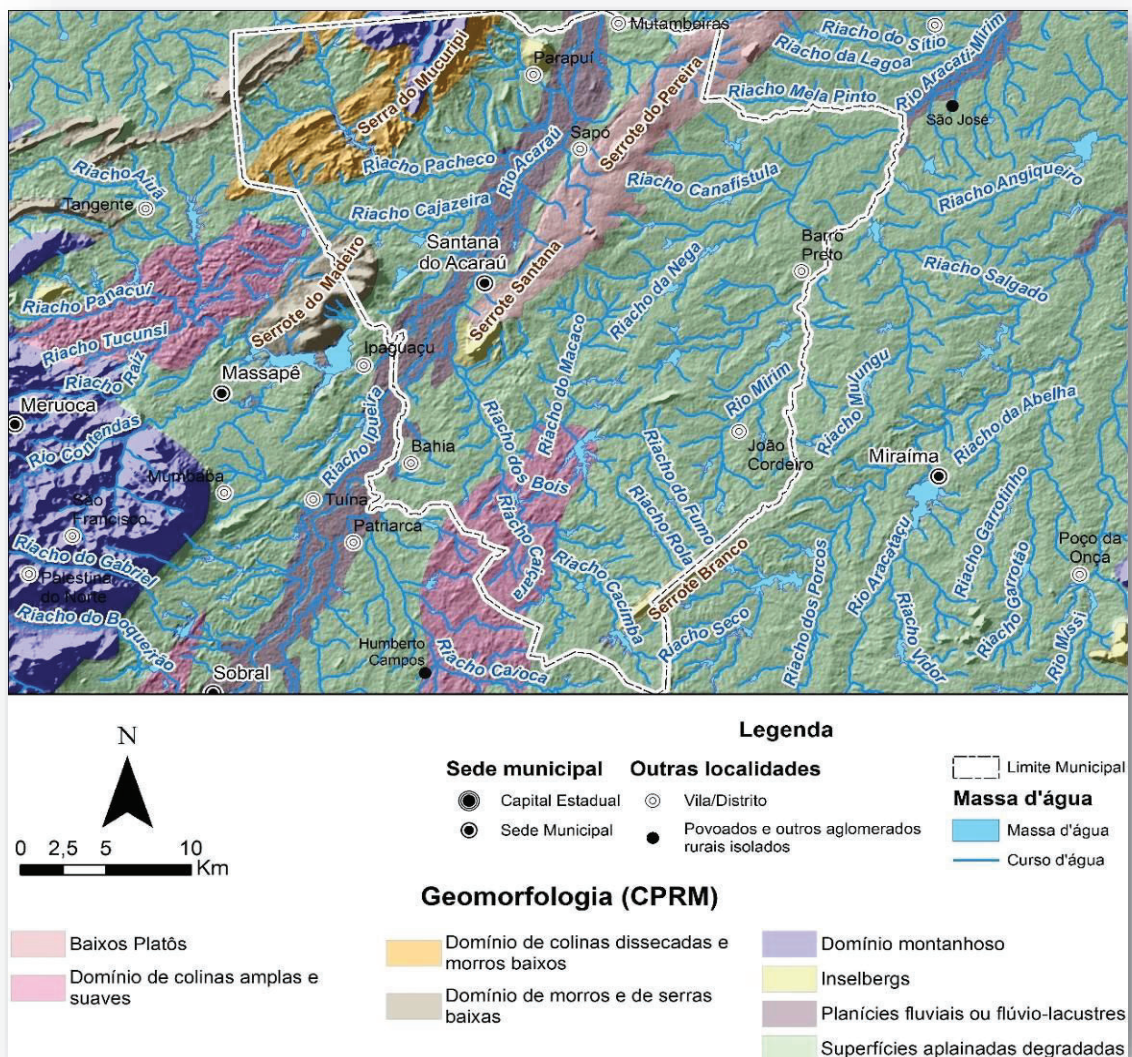 Mutamboiras
Riacho do Sítio
Riacho da Lagoa
Rio Aracati-Mirim
Parapuí
Serra do Mucuripi
Serrote do Pereira
Riacho Mela Pinto
São José
Sapó
Riacho Pacheco
Rio Acaraú
Riacho Aiuã
Riacho Canafístula
Riacho Angiqueiro
Tangente
Riacho Cajazeira
Santana
do Acaraú
Barro
Preto
Serrote do Madeiro
Riacho da Nega
Riacho Salgado
Riacho Panacuí
Serrote Santana
Riacho Tucunsi
Ipaguaçu
Riacho do Macaco
Riacho Raiz
Massapê
Rio Mirim
Riacho Mulungu
Riacho da Abelha
Meruoca
Rio Contendas
Riacho Ipueira
Bahia
Riacho dos Bois
João
Cordeiro
Miraíma
Mumbaba
Tuína
Riacho do Fumo
São
Francisco
Patriarca
Riacho Rola
Riacho Caiçara
Riacho Garrotinho
Poço da
Onça
Riacho do Gabriel
Palestina
do Norte
Riacho Cacimba
Serrote Branco
Riacho dos Porcos
Rio Aracataçu
Riacho Garrotão
Riacho do Boqueirão
Riacho Seco
Riacho Vidor
Rio Missi
Humberto
Campos
Riacho Caioca
Sobral
N
0 2,5 5 10
Km
Legenda
Sede municipal
Capital Estadual
Sede Municipal
Outras localidades
Vila/Distrito
Povoados e outros aglomerados
rurais isolados
Limite Municipal
Massa d'água
Massa d'água
Curso d'água
Geomorfologia (CPRM)
Baixos Platôs
Domínio de colinas amplas e
suaves
Domínio de colinas dissecadas e
morros baixos
Domínio de morros e de serras
baixas
Domínio montanhoso
Inselbergs
Planícies fluviais ou flúvio-lacustres
Superfícies aplainadas degradadas